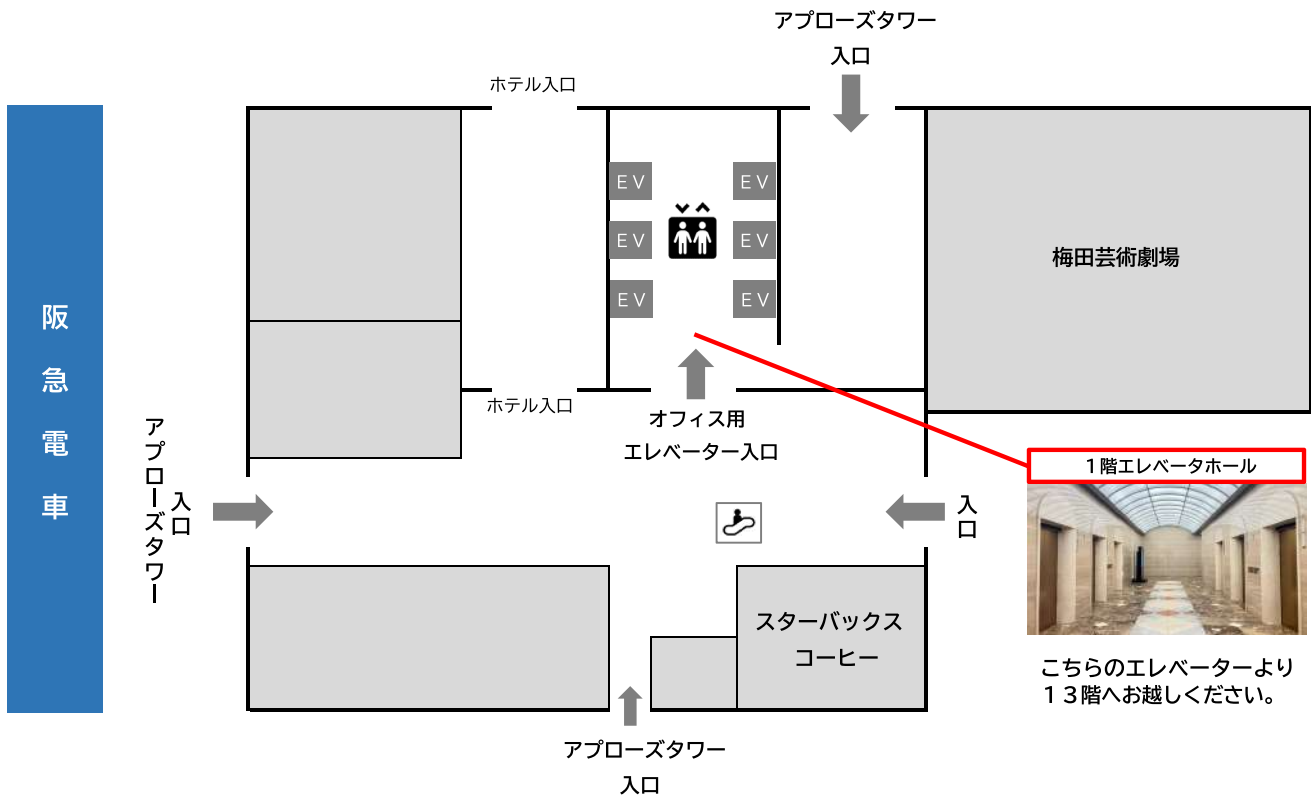 アプローズタワー
入口
ホテル入口
EV
EV
EV
EV
EV
EV
梅田芸術劇場
阪急電車
ホテル入口
オフィス用
エレベーター入口
アプローズタワー
入口
入口
1階エレベータホール
スターバックス
コーヒー
こちらのエレベーターより
13階へお越しください。
アプローズタワー
入口